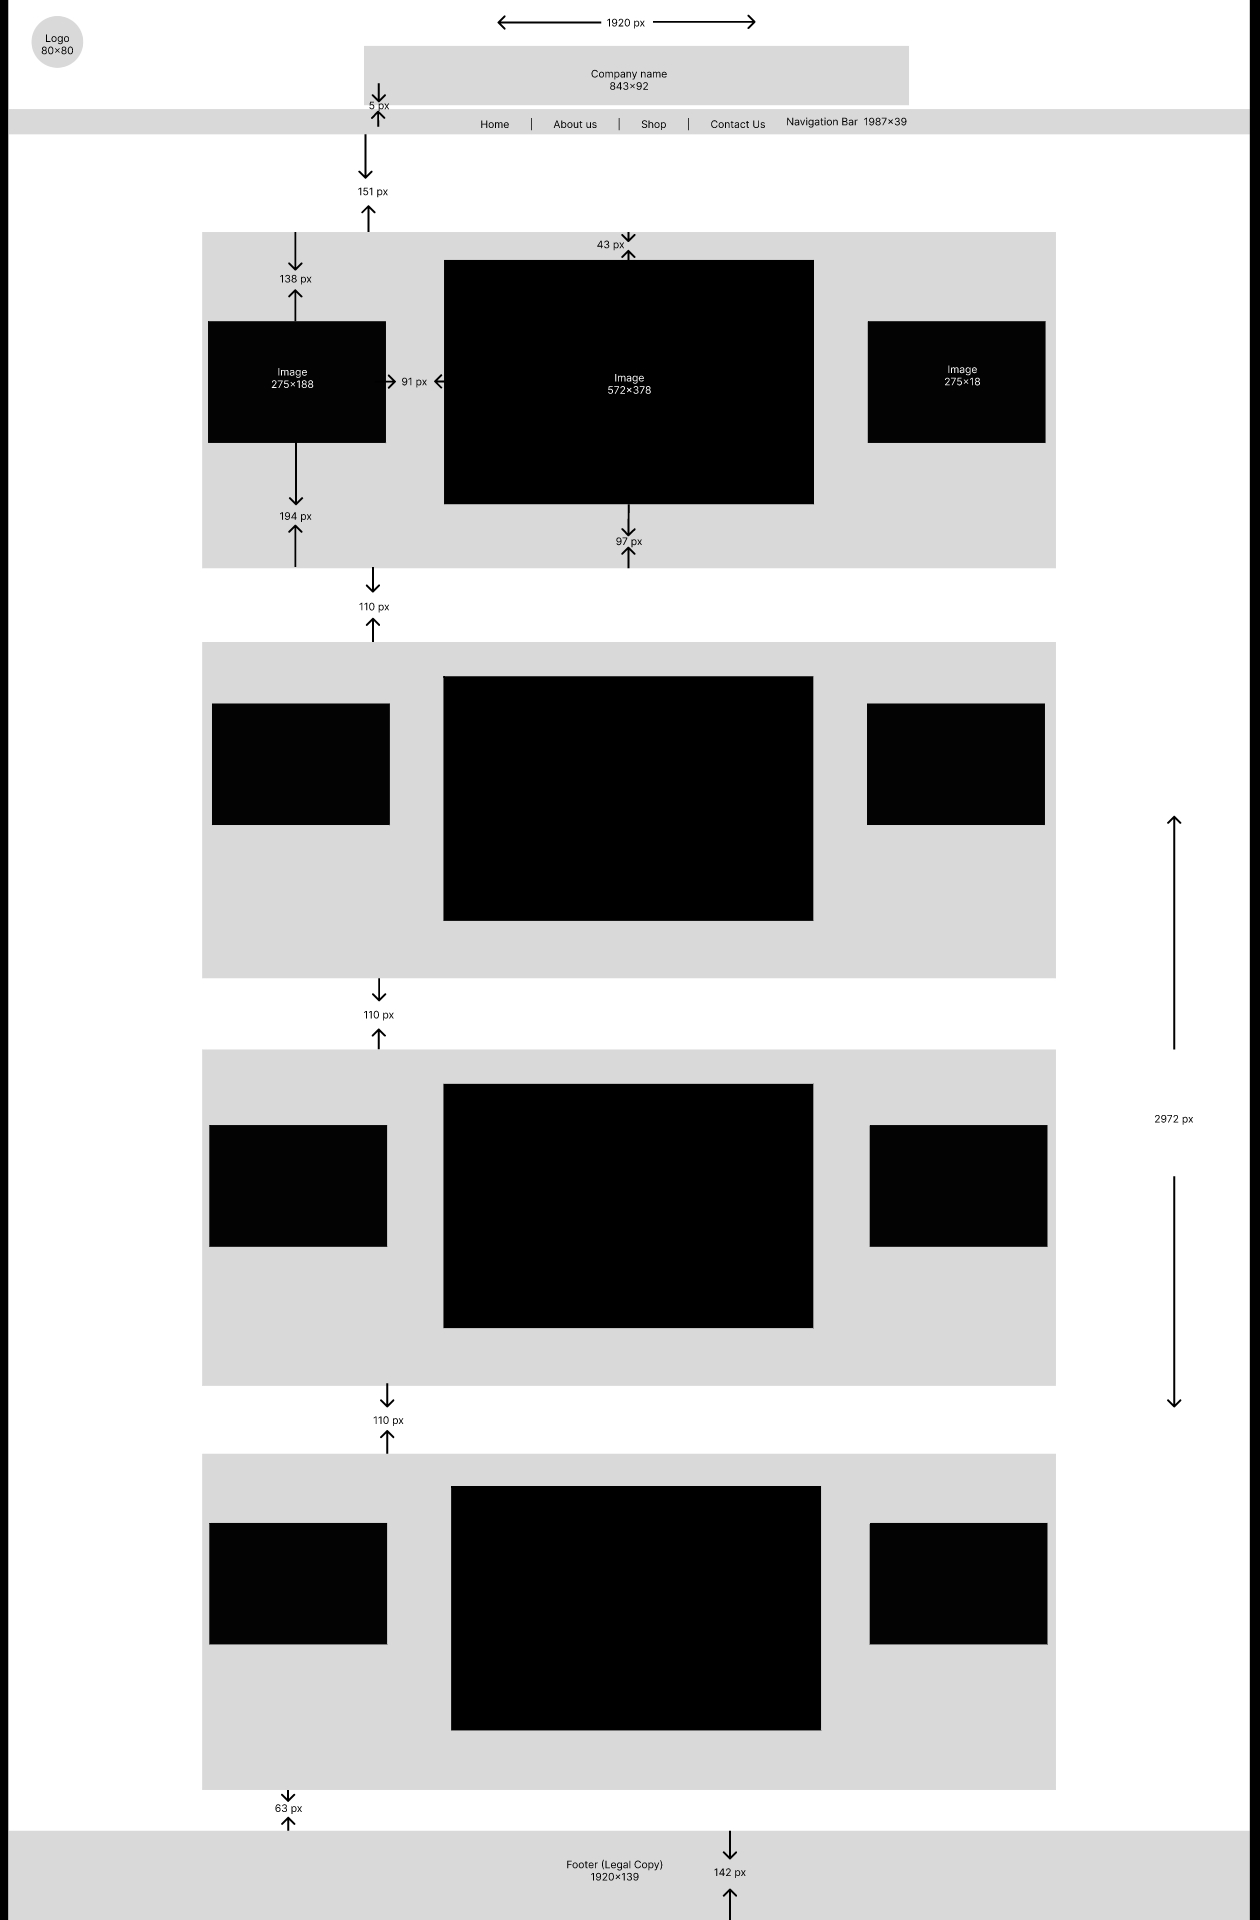 1920 px
Logo
80×80
Company name
843×92
5 px
Home | About us | Shop | Contact Us Navigation Bar 1987×39
151 px
43 px
138 px
Image
275×188
91 px
Image
572×378
Image
275×18
194 px
97 px
110 px
110 px
2972 px
110 px
63 px
Footer (Legal Copy)
1920×139
142 px